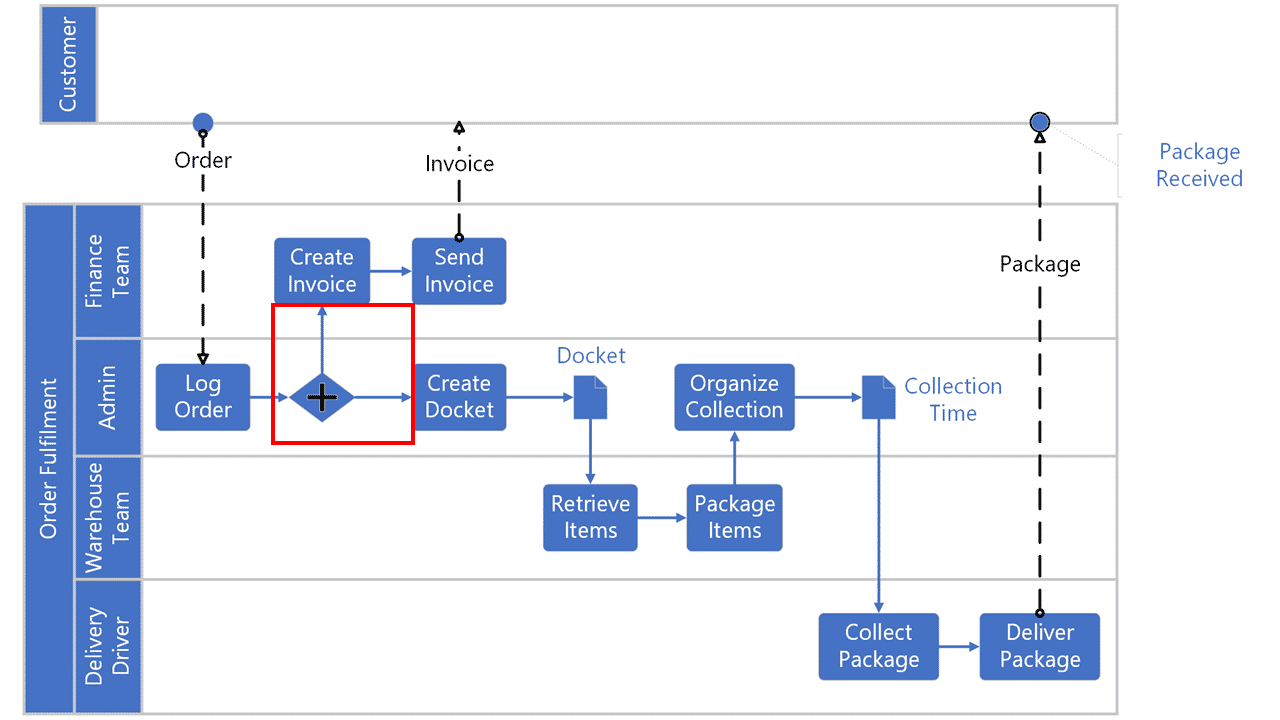 Customer
Order
Invoice
Package
Received
Package
Order Fulfilment
Finance
Team
Create
Invoice
Send
Invoice
Admin
Log
Order
Create
Docket
Docket
Organize
Collection
Collection
Time
Warehouse
Team
Retrieve
Items
Package
Items
Delivery
Driver
Collect
Package
Deliver
Package